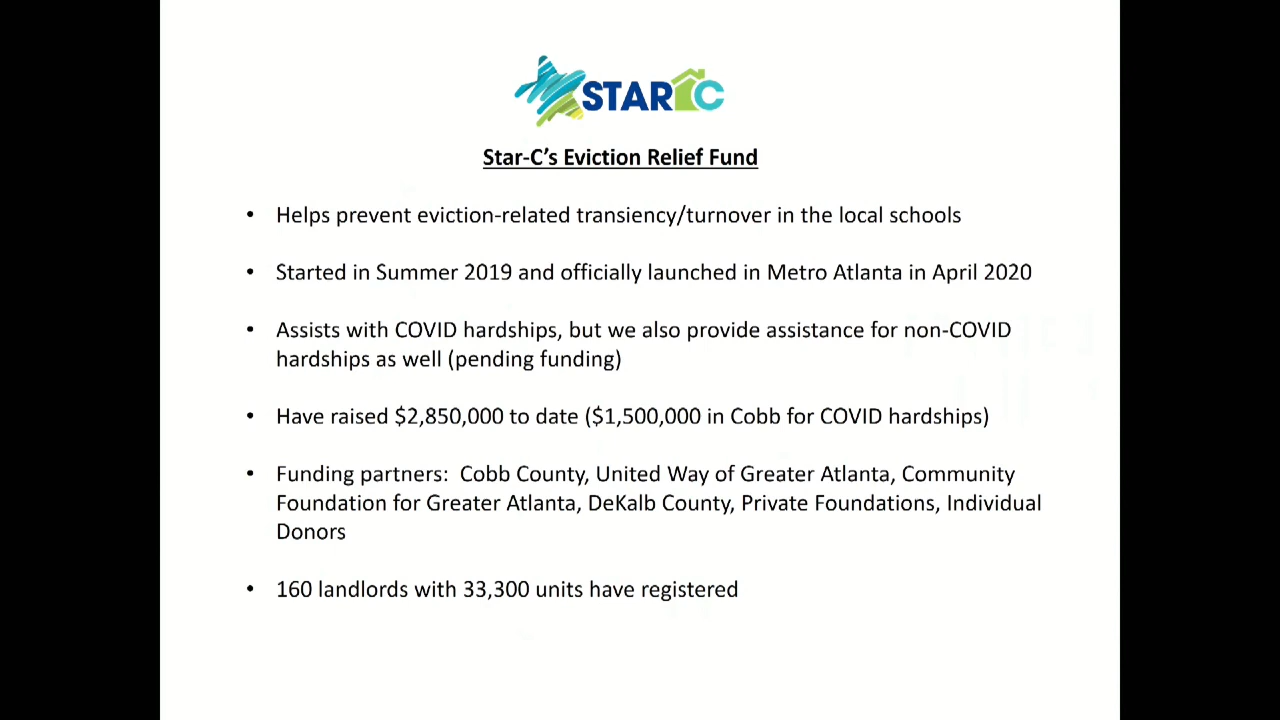 STAR C
Star-C’s Eviction Relief Fund
• Helps prevent eviction-related transiency/turnover in the local schools
• Started in Summer 2019 and officially launched in Metro Atlanta in April 2020
• Assists with COVID hardships, but we also provide assistance for non-COVID
hardships as well (pending funding)
• Have raised $2,850,000 to date ($1,500,000 in Cobb for COVID hardships)
• Funding partners:  Cobb County, United Way of Greater Atlanta, Community
Foundation for Greater Atlanta, DeKalb County, Private Foundations, Individual
Donors
• 160 landlords with 33,300 units have registered